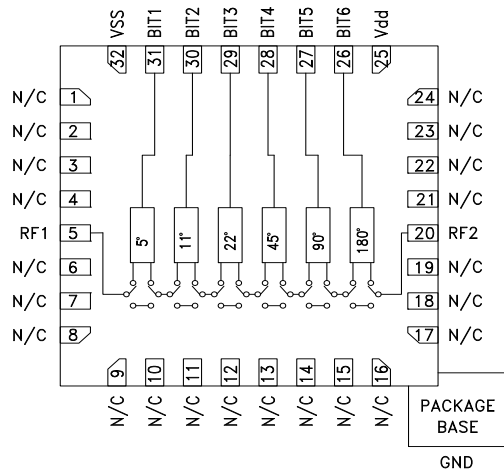 VSS
BIT1
BIT2
BIT3
BIT4
BIT5
BIT6
Vdd
32
31
30
29
28
27
26
25
N/C 1
24 N/C
N/C 2
23 N/C
N/C 3
22 N/C
N/C 4
21 N/C
RF1 5
20 RF2
5°
11°
22°
45°
90°
180°
N/C 6
19 N/C
N/C 7
18 N/C
N/C 8
17 N/C
9
10
11
12
13
14
15
16
N/C
N/C
N/C
N/C
N/C
N/C
N/C
N/C
PACKAGE
BASE
GND